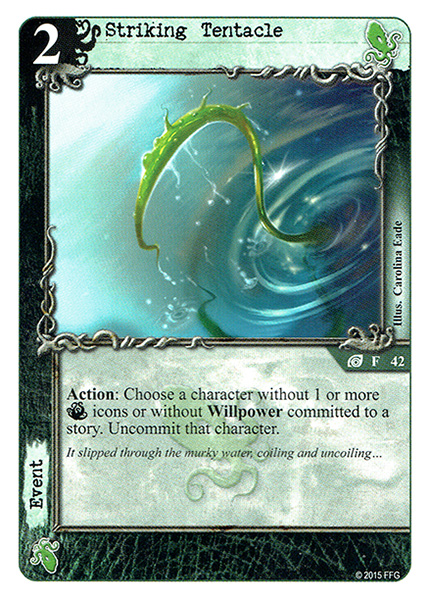 2
Striking Tentacle
Illus. Carolina Eade
F 42
Action: Choose a character without 1 or more
icons or without Willpower committed to a
story. Uncommit that character.
It slipped through the murky water, coiling and uncoiling…
Event
© 2015 FFG